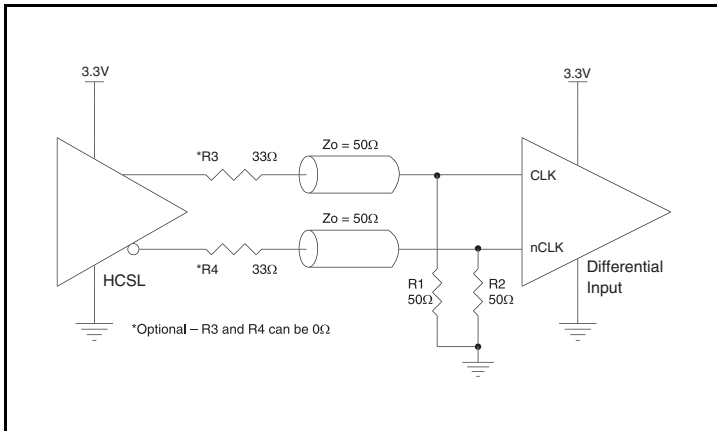 3.3V
3.3V
*R3
33Ω
Zo = 50Ω
CLK
Zo = 50Ω
nCLK
*R4
33Ω
HCSL
R1
50Ω
R2
50Ω
Differential
Input
*Optional – R3 and R4 can be 0Ω